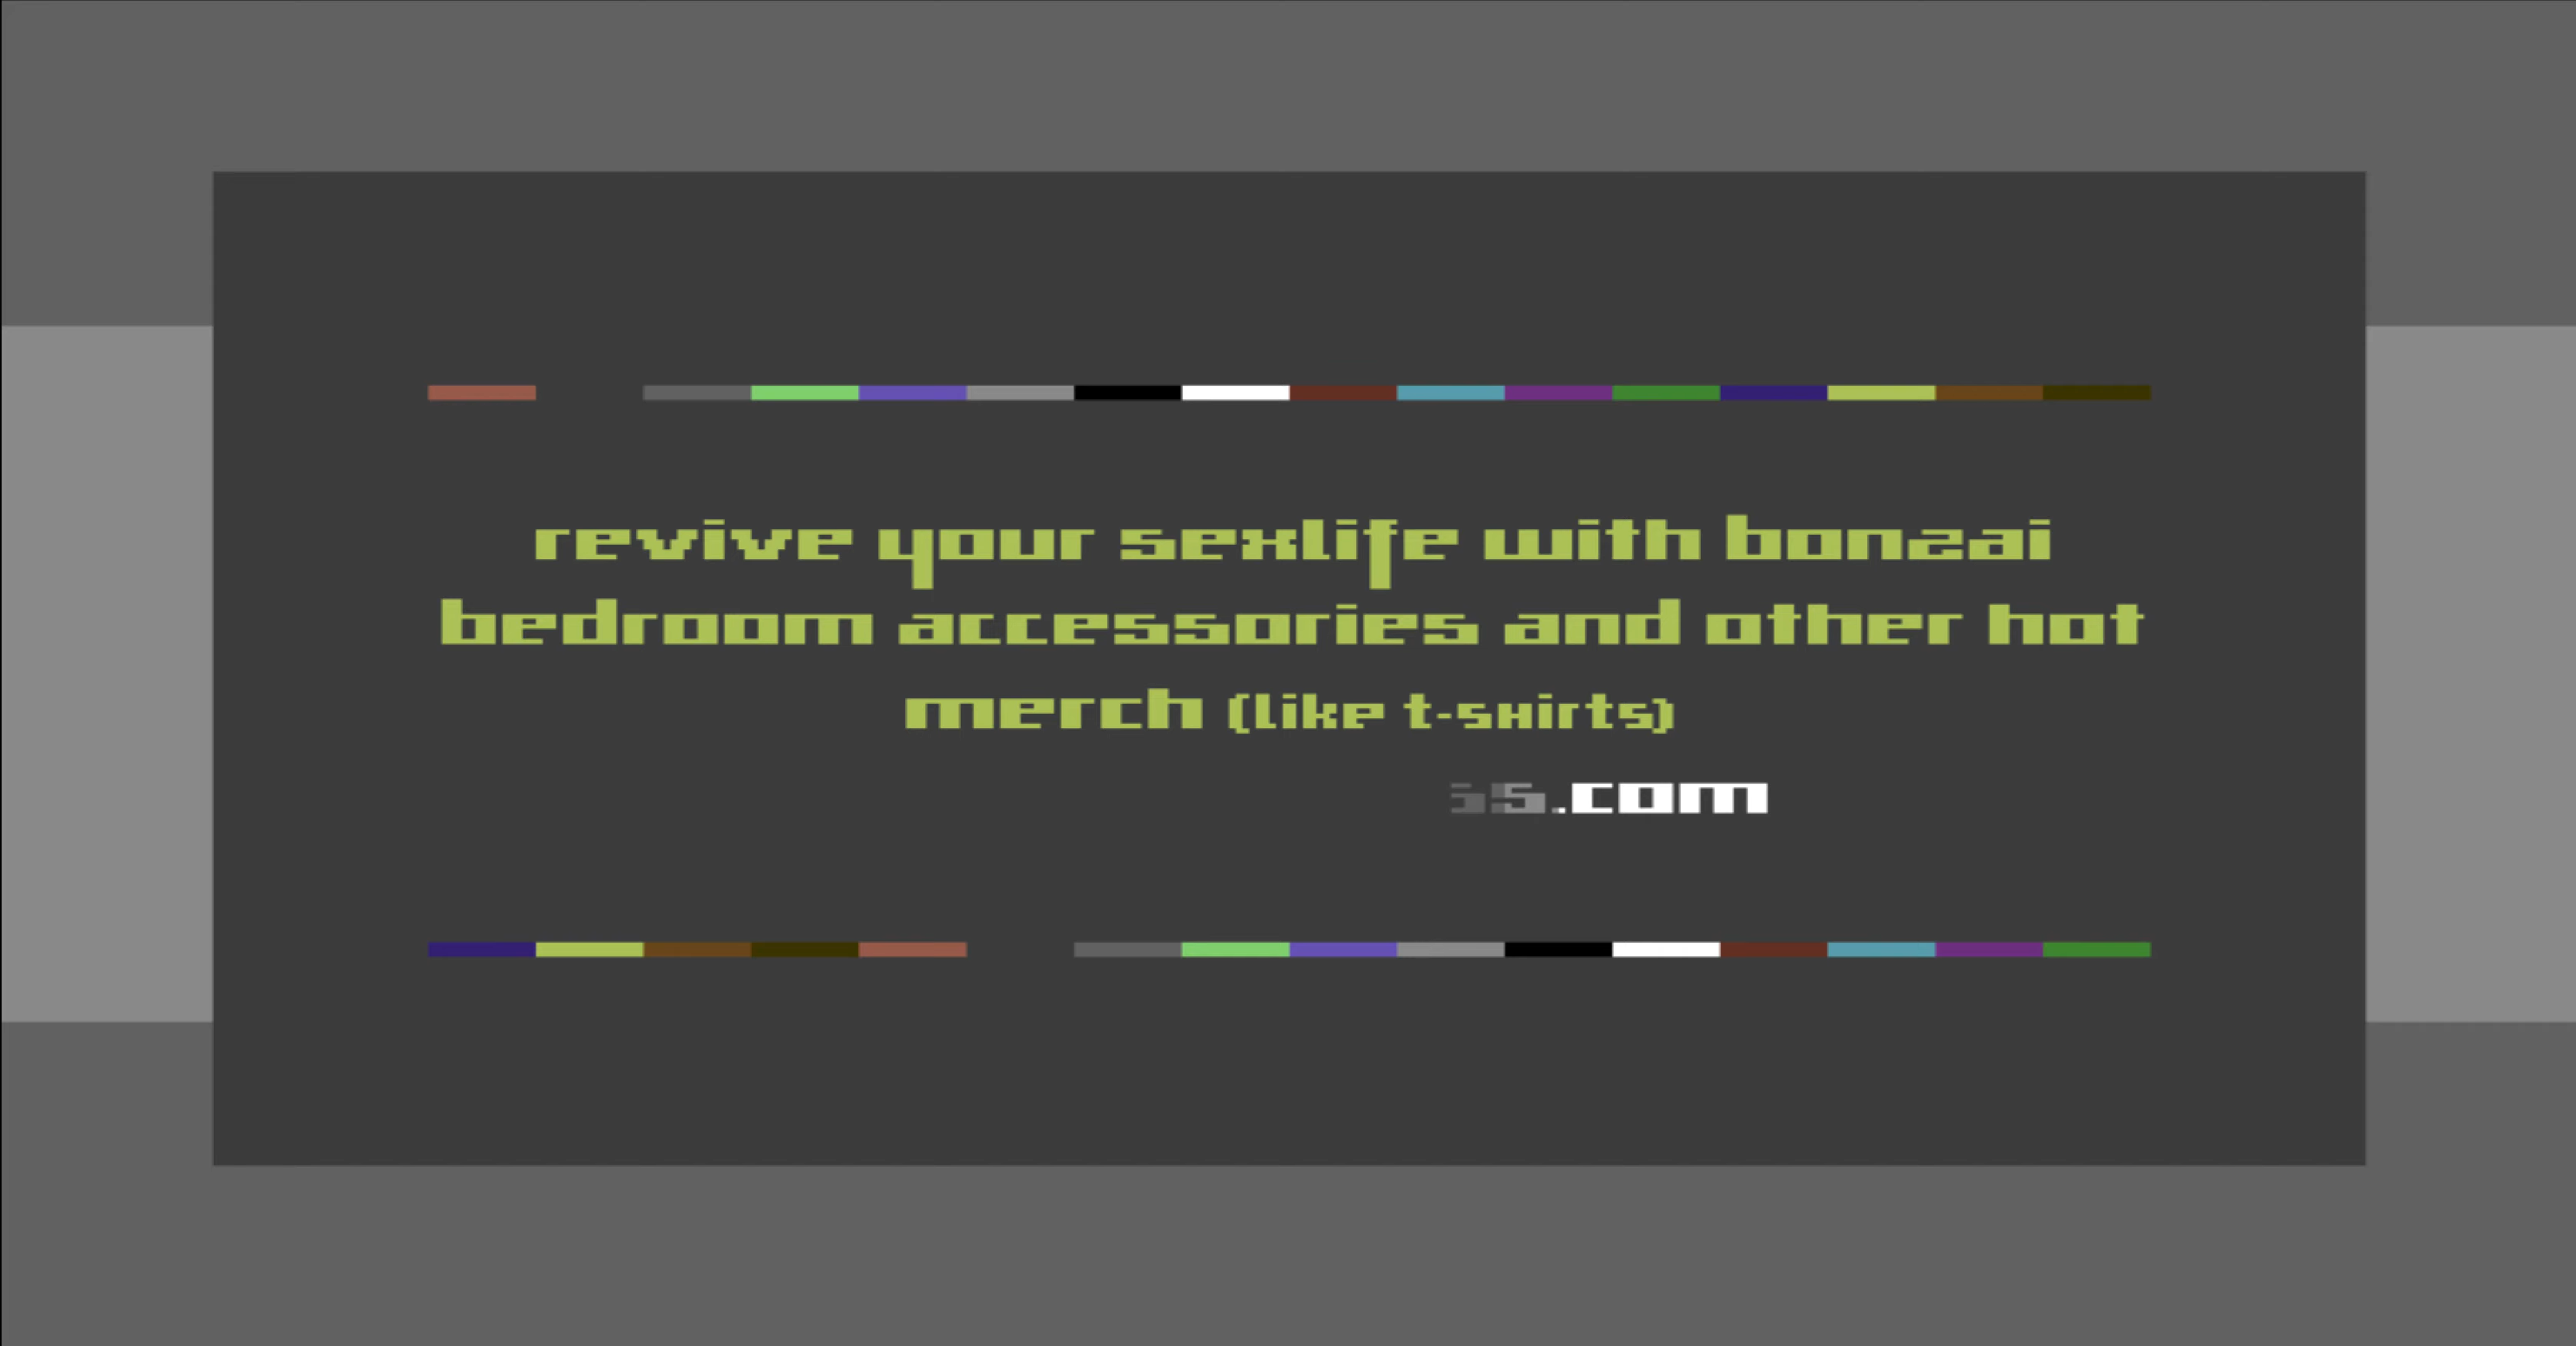 revive your sexlife with bonzai
bedroom accessories and other hot
merch (like t-shirts)
s.com